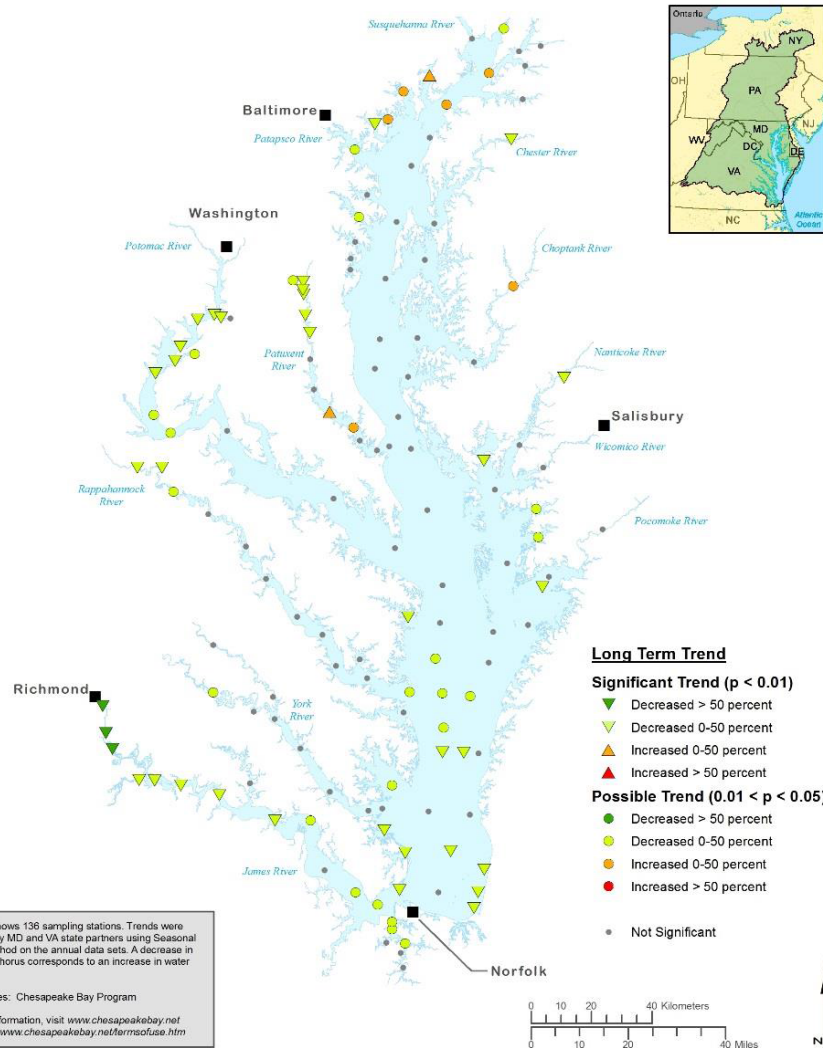 Susquehanna River
Baltimore
Patapsco River
Chester River
Washington
Potomac River
Choptank River
Patuxent
River
Nanticoke River
Salisbury
Wicomico River
Rappahannock
River
Pocomoke River
Richmond
York
River
James River
Norfolk
Ontario
NY
OH
PA
NJ
MD
WV
DC
DE
VA
NC
Atlantic
Ocean
Long Term Trend
Significant Trend (p < 0.01)
Decreased > 50 percent
Decreased 0-50 percent
Increased 0-50 percent
Increased > 50 percent
Possible Trend (0.01 < p < 0.05)
Decreased > 50 percent
Decreased 0-50 percent
Increased 0-50 percent
Increased > 50 percent
Not Significant
ows 136 sampling stations. Trends were
y MD and VA state partners using Seasonal
hod on the annual data sets. A decrease in
horus corresponds to an increase in water
es: Chesapeake Bay Program
formation, visit www.chesapeakebay.net
www.chesapeakebay.net/termsofuse.htm
0 10 20 40 Kilometers
0 10 20 40 Miles
N